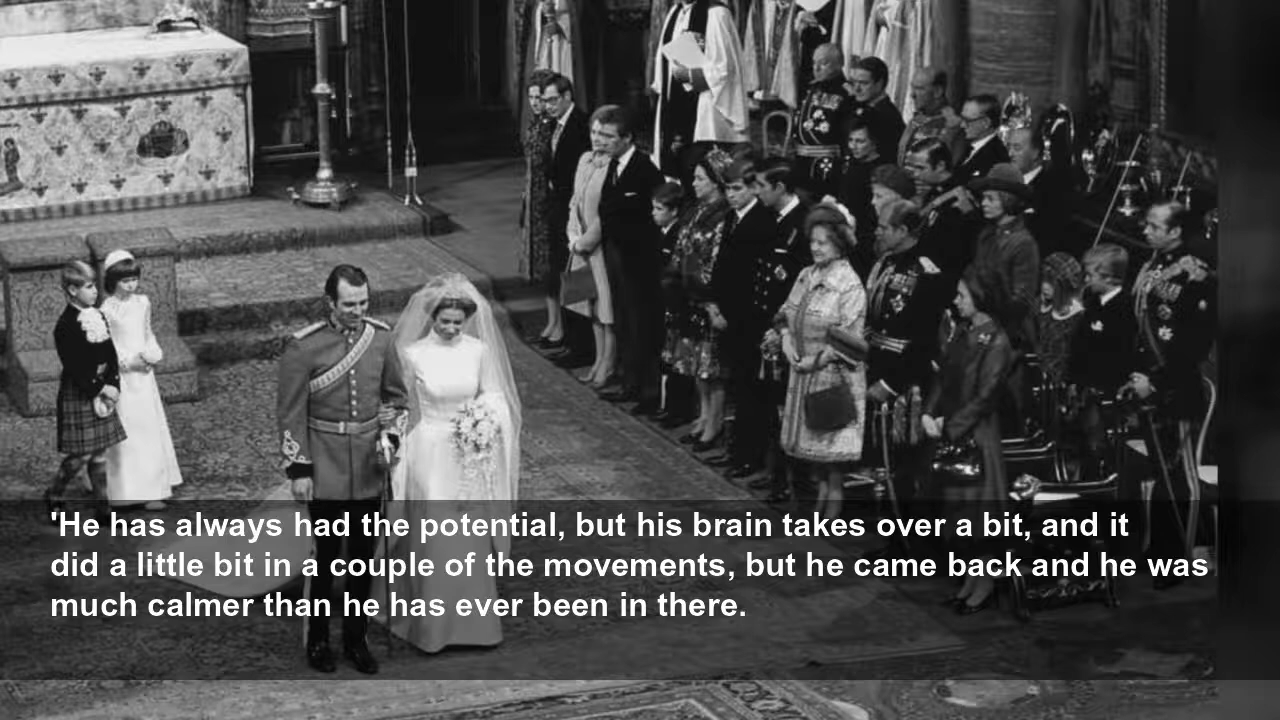 'He has always had the potential, but his brain takes over a bit, and it
did a little bit in a couple of the movements, but he came back and he was
much calmer than he has ever been in there.